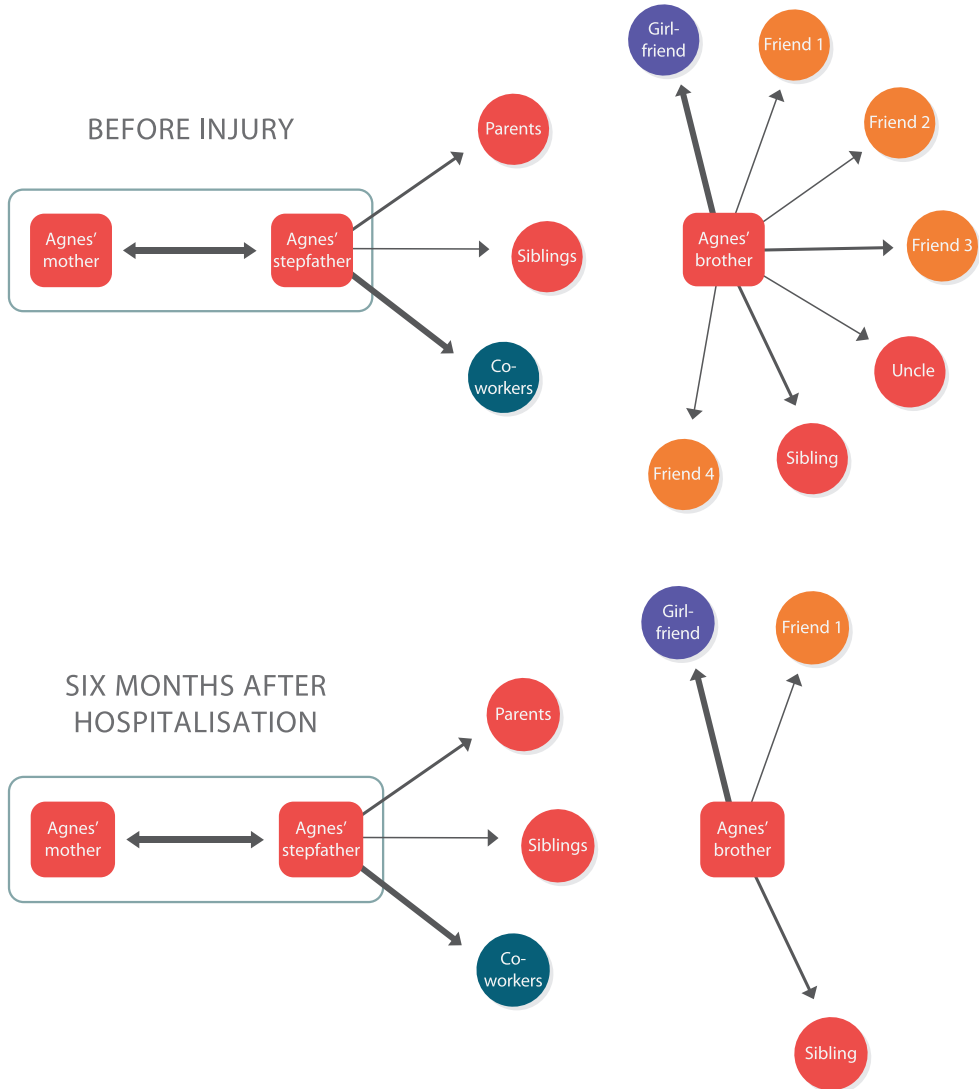 BEFORE INJURY
Agnes’
mother
Agnes’
stepfather
Parents
Siblings
Co-
workers
Girl-
friend
Friend 1
Friend 2
Friend 3
Agnes’
brother
Uncle
Sibling
Friend 4
SIX MONTHS AFTER
HOSPITALISATION
Agnes’
mother
Agnes’
stepfather
Parents
Siblings
Co-
workers
Girl-
friend
Friend 1
Agnes’
brother
Sibling